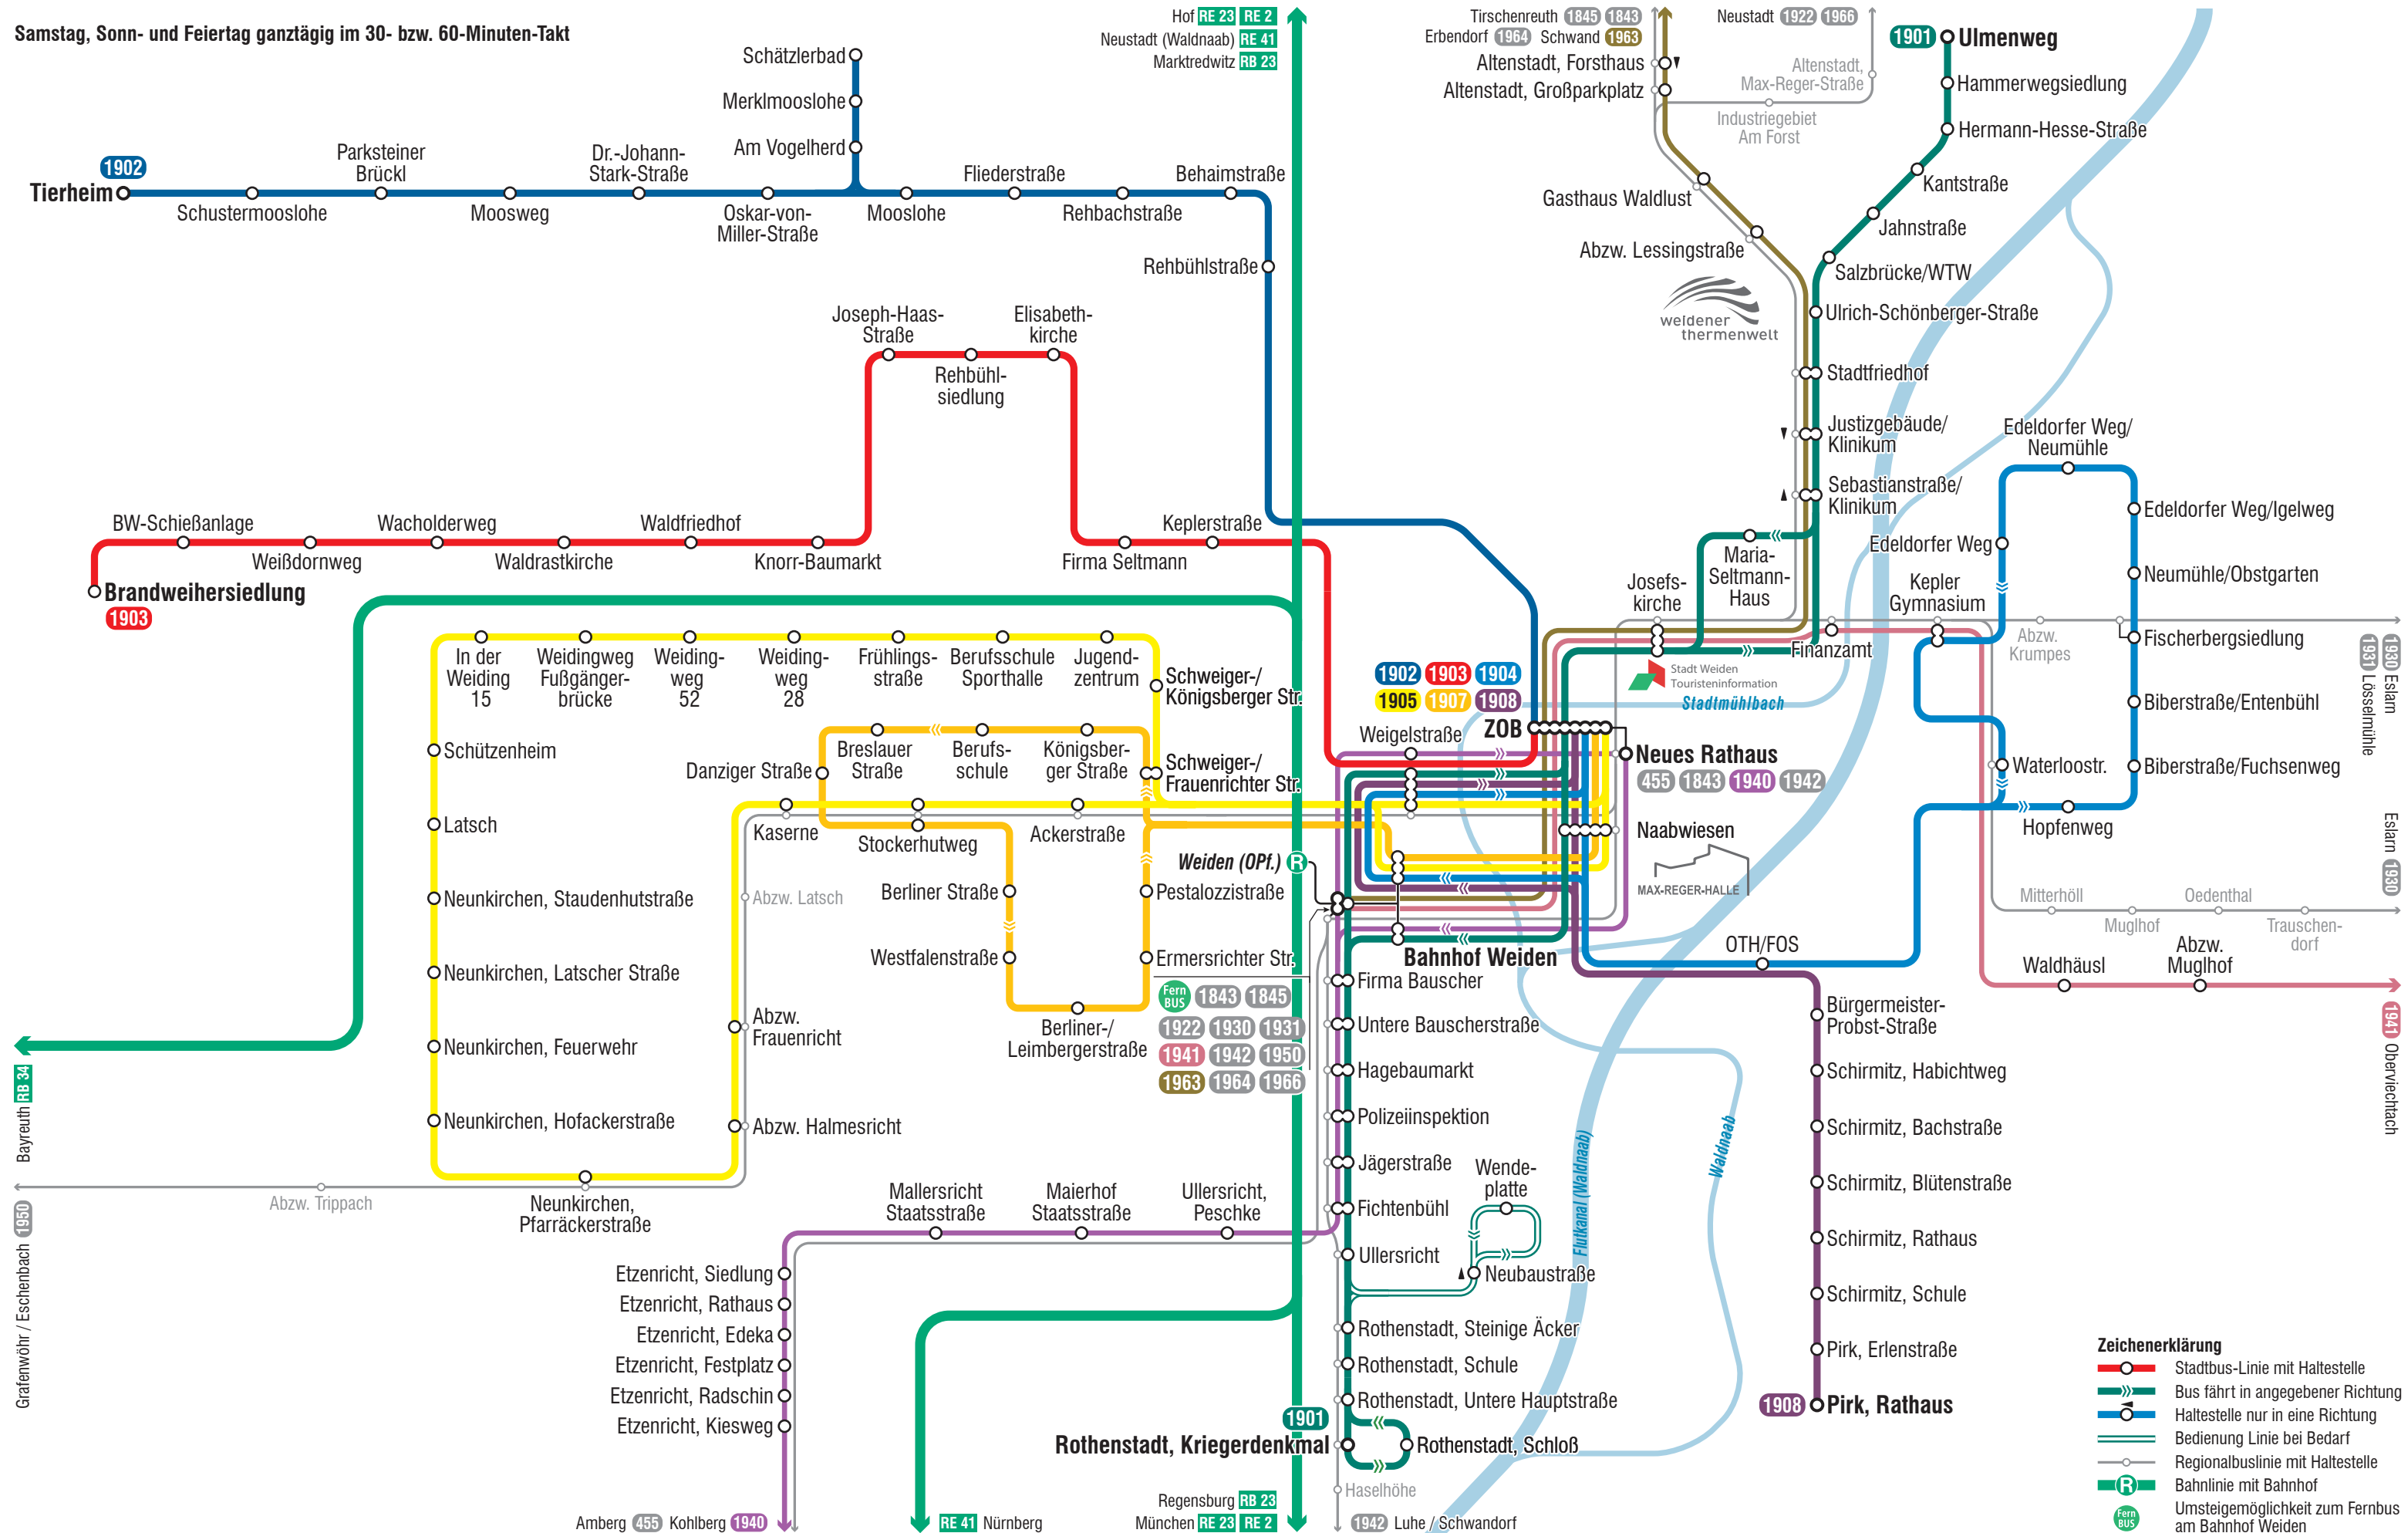 Samstag, Sonn- und Feiertag ganztägig im 30- bzw. 60-Minuten-Takt
Hof RE 23 RE 2
Neustadt (Waldnaab) RE 41
Marktredwitz RB 23
Tirschenreuth 1845 1843
Erbendorf 1964 Schwand 1963
Neustadt 1922 1966
1901 Ulmenweg
Altenstadt, Forsthaus
Altenstadt, Großparkplatz
Altenstadt,
Max-Reger-Straße
Industriegebiet
Am Forst
Hammerwegsiedlung
Hermann-Hesse-Straße
Kantstraße
Jahnstraße
Salzbrücke/WTW
Ulrich-Schönberger-Straße
Stadtfriedhof
Justizgebäude/
Klinikum
Sebastianstraße/
Klinikum
Gasthaus Waldlust
Abzw. Lessingstraße
weidener
thermenwelt
Schätzlerbad
Merklmooslohe
Am Vogelherd
1902
Tierheim
Schustermooslohe
Parksteiner
Brückl
Moosweg
Dr.-Johann-
Stark-Straße
Oskar-von-
Miller-Straße
Mooslohe
Fliederstraße
Rehbachstraße
Behaimstraße
Rehbühlstraße
Joseph-Haas-
Straße
Rehbühl-
siedlung
Elisabeth-
kirche
BW-Schießanlage
Weißdornweg
Wacholderweg
Waldrastkirche
Waldfriedhof
Knorr-Baumarkt
Firma Seltmann
Keplerstraße
Brandweihersiedlung
1903
Maria-
Seltmann-
Haus
Josefs-
kirche
Finanzamt
Kepler
Gymnasium
Edeldorfer Weg
Edeldorfer Weg/
Neumühle
Edeldorfer Weg/Igelweg
Neumühle/Obstgarten
Fischerbergsiedlung
Biberstraße/Entenbühl
Biberstraße/Fuchsenweg
Waterloostr.
Hopfenweg
Abzw.
Krumpes
1931 Lösselmühle
1930 Eslarn
Stadt Weiden
Touristeninformation
Stadtmühlbach
1902 1903 1904
1905 1907 1908
ZOB
Weigelstraße
Neues Rathaus
455 1843 1940 1942
Naabwiesen
MAX-REGER-HALLE
In der
Weiding
15
Weidingweg
Fußgänger-
brücke
Weiding-
weg
52
Weiding-
weg
28
Frühlings-
straße
Berufsschule
Sporthalle
Jugend-
zentrum
Schweiger-/
Königsberger Str.
Schweiger-/
Frauenrichter Str.
Schützenheim
Latsch
Neunkirchen, Staudenhutstraße
Neunkirchen, Latscher Straße
Neunkirchen, Feuerwehr
Neunkirchen, Hofackerstraße
Neunkirchen,
Pfarräckerstraße
Danziger Straße
Breslauer
Straße
Berufs-
schule
Königsber-
ger Straße
Kaserne
Stockerhutweg
Ackerstraße
Berliner Straße
Westfalenstraße
Berliner-/
Leimbergerstraße
Pestalozzistraße
Ermersrichter Str.
Abzw. Latsch
Abzw.
Frauenricht
Abzw. Halmesricht
Abzw. Trippach
Weiden (OPf.) R
Fern
BUS 1843 1845
1922 1930 1931
1941 1942 1950
1963 1964 1966
Bahnhof Weiden
Firma Bauscher
Untere Bauscherstraße
Hagebaumarkt
Polizeiinspektion
Jägerstraße
Fichtenbühl
Ullersricht
Wende-
platte
Neubaustraße
Rothenstadt, Steinige Äcker
Rothenstadt, Schule
Rothenstadt, Untere Hauptstraße
1901
Rothenstadt, Kriegerdenkmal
Rothenstadt, Schloß
Haselhöhe
1942 Luhe / Schwandorf
OTH/FOS
Bürgermeister-
Probst-Straße
Schirmitz, Habichtweg
Schirmitz, Bachstraße
Schirmitz, Blütenstraße
Schirmitz, Rathaus
Schirmitz, Schule
Pirk, Erlenstraße
1908 Pirk, Rathaus
Flutkanal (Waldnaab)
Waldnaab
Mitterhöll
Muglhof
Oedenthal
Trauschen-
dorf
Eslarn 1930
Waldhäusl
Abzw.
Muglhof
1941 Oberviechtach
Bayreuth RB 34
Grafenwöhr / Eschenbach 1950
Mallersricht
Staatsstraße
Maierhof
Staatsstraße
Ullersricht,
Peschke
Etzenricht, Siedlung
Etzenricht, Rathaus
Etzenricht, Edeka
Etzenricht, Festplatz
Etzenricht, Radschin
Etzenricht, Kiesweg
Amberg 455 Kohlberg 1940
RE 41 Nürnberg
Regensburg RB 23
München RE 23 RE 2
Zeichenerklärung
Stadtbus-Linie mit Haltestelle
Bus fährt in angegebener Richtung
Haltestelle nur in eine Richtung
Bedienung Linie bei Bedarf
Regionalbuslinie mit Haltestelle
R Bahnlinie mit Bahnhof
Fern
BUS
Umsteigemöglichkeit zum Fernbus
am Bahnhof Weiden